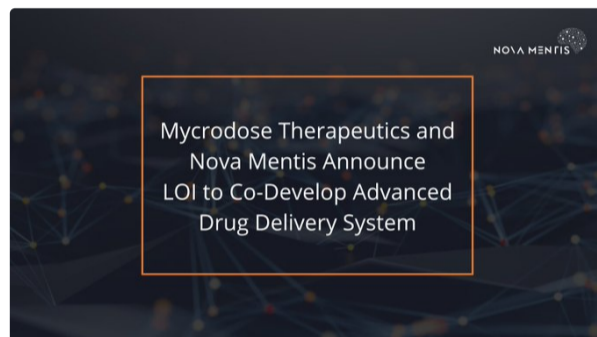 NOVA MENTIS
Mycrodose Therapeutics and
Nova Mentis Announce
LOI to Co-Develop Advanced
Drug Delivery System